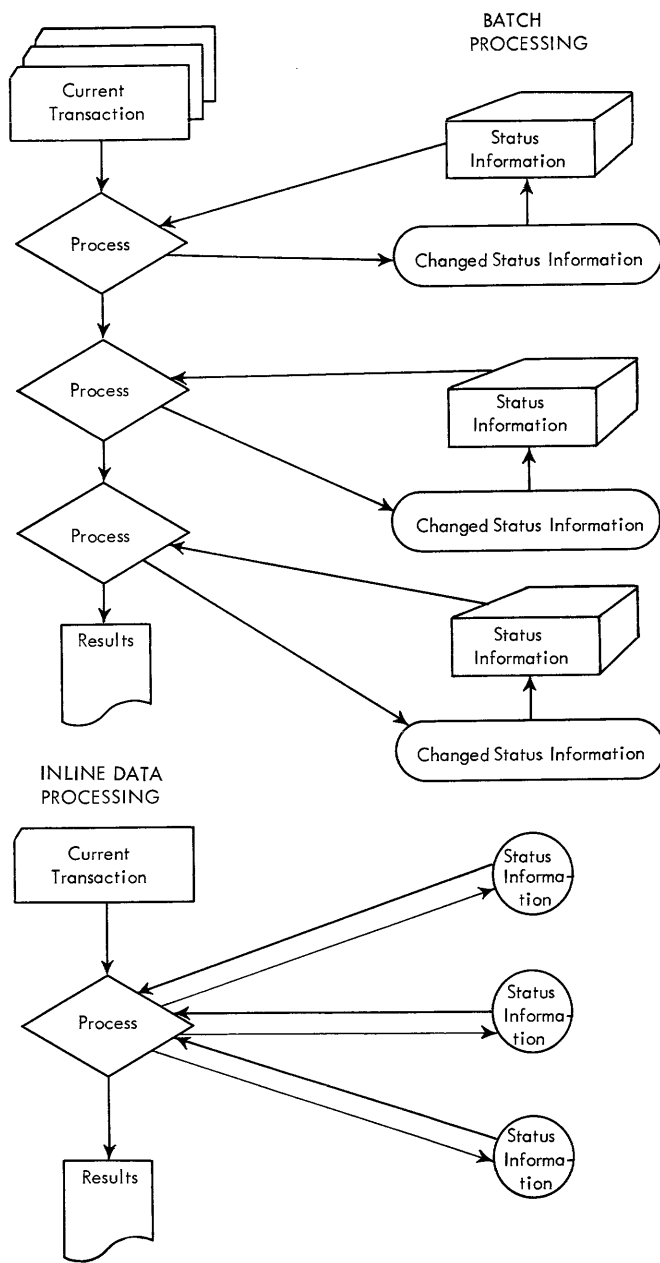 BATCH
PROCESSING
Current
Transaction
Status
Information
Process
Changed Status Information
Process
Status
Information
Process
Changed Status Information
Results
Status
Information
Changed Status Information
INLINE DATA
PROCESSING
Current
Transaction
Status
Informa-
tion
Process
Status
Informa-
tion
Results
Status
Informa-
tion